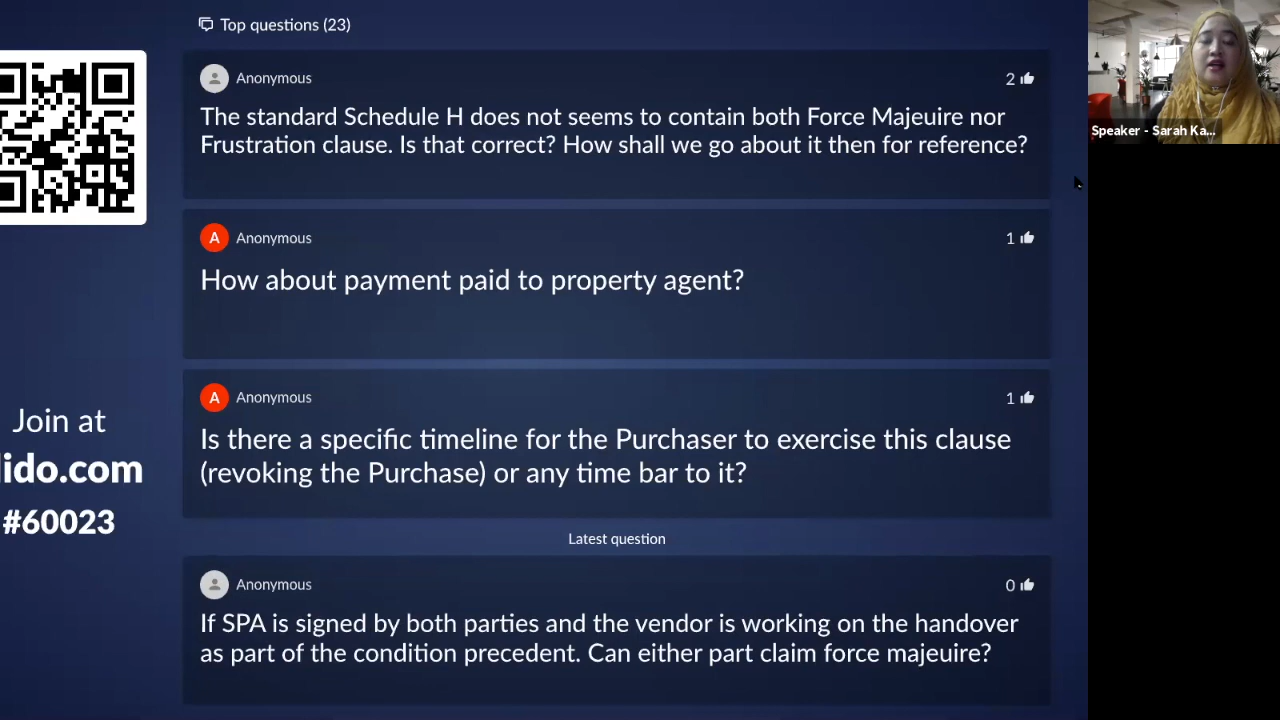 Top questions (23)
Anonymous
2
The standard Schedule H does not seems to contain both Force Majeuire nor
Frustration clause. Is that correct? How shall we go about it then for reference?
A
Anonymous
1
How about payment paid to property agent?
A
Anonymous
1
Is there a specific timeline for the Purchaser to exercise this clause
(revoking the Purchase) or any time bar to it?
Latest question
Anonymous
0
If SPA is signed by both parties and the vendor is working on the handover
as part of the condition precedent. Can either part claim force majeuire?
Join at
lido.com
#60023
Speaker - Sarah Ka...